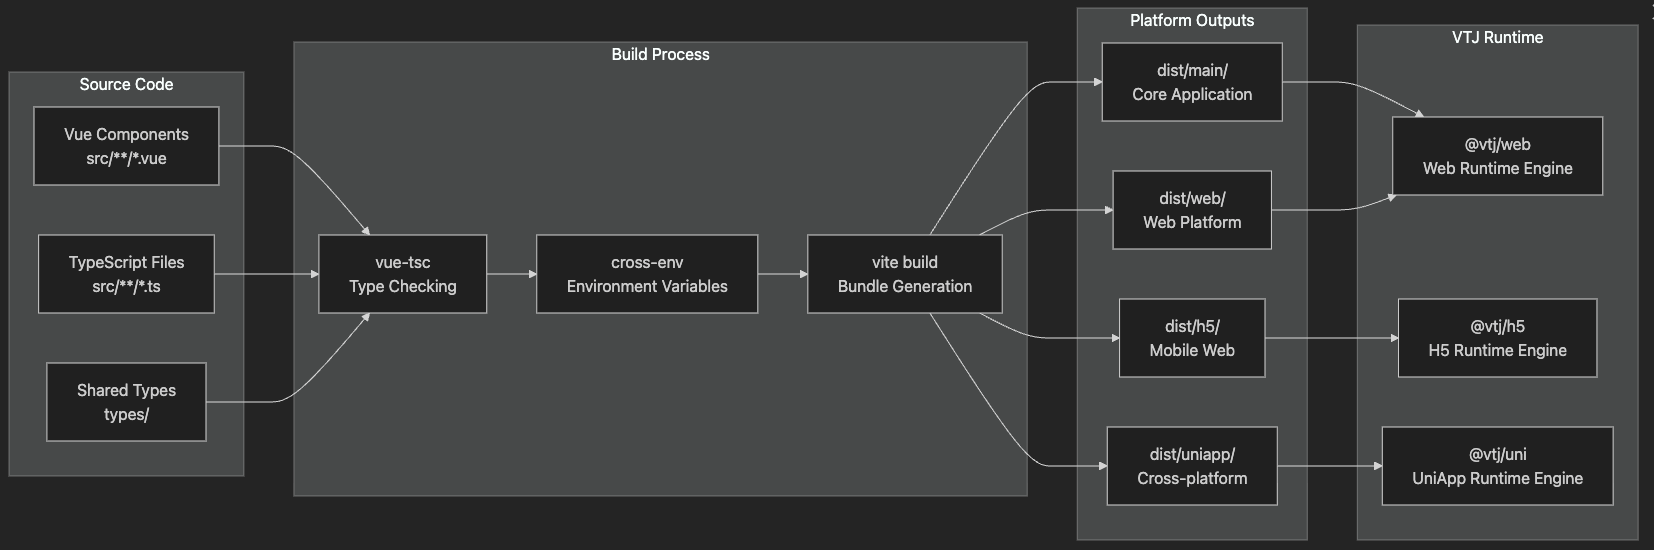 Source Code
Vue Components
src/**/*.vue
TypeScript Files
src/**/*.ts
Shared Types
types/
Build Process
vue-tsc
Type Checking
cross-env
Environment Variables
vite build
Bundle Generation
Platform Outputs
dist/main/
Core Application
dist/web/
Web Platform
dist/h5/
Mobile Web
dist/uniapp/
Cross-platform
VTJ Runtime
@vtj/web
Web Runtime Engine
@vtj/h5
H5 Runtime Engine
@vtj/uni
UniApp Runtime Engine